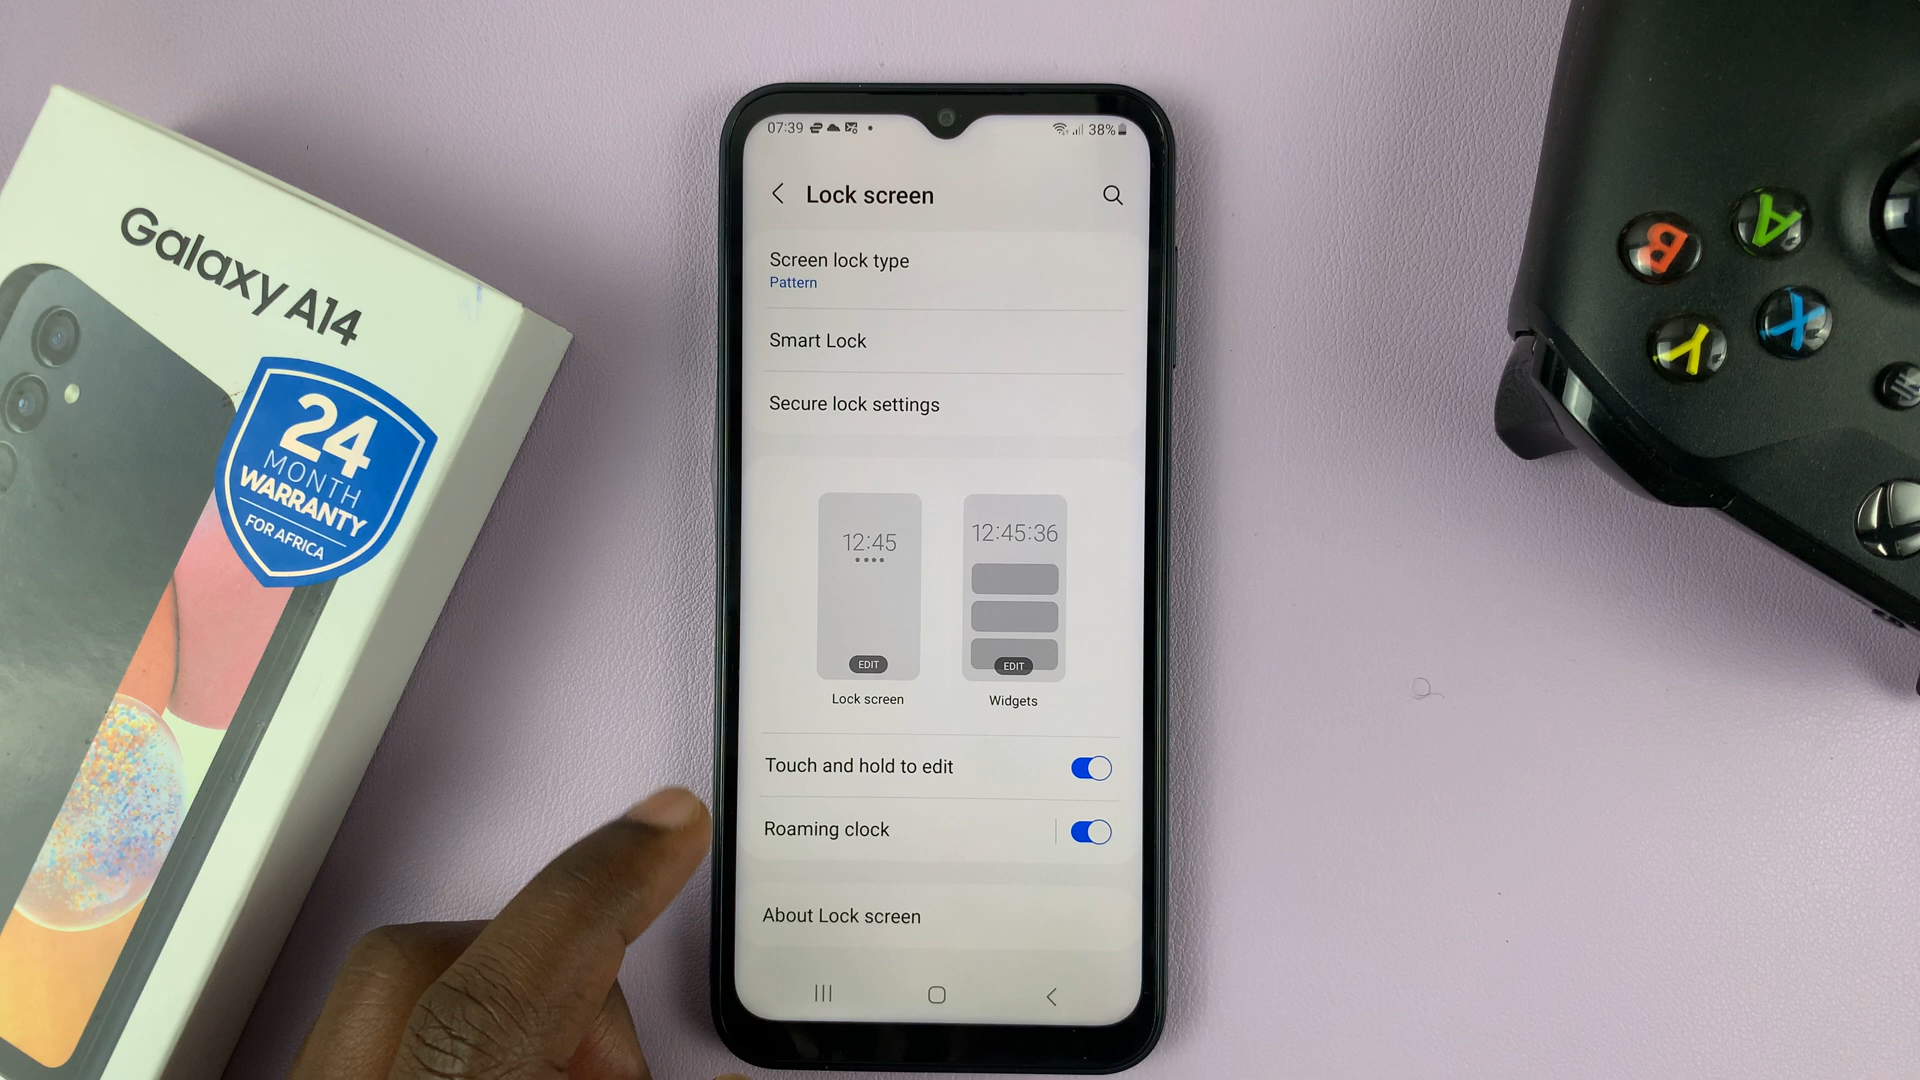 Galaxy A14
24
MONTH
WARRANTY
FOR AFRICA
07:39
38%
Lock screen
Screen lock type
Pattern
Smart Lock
Secure lock settings
12:45
EDIT
Lock screen
12:45:36
EDIT
Widgets
Touch and hold to edit
Roaming clock
About Lock screen
B
A
Y
X